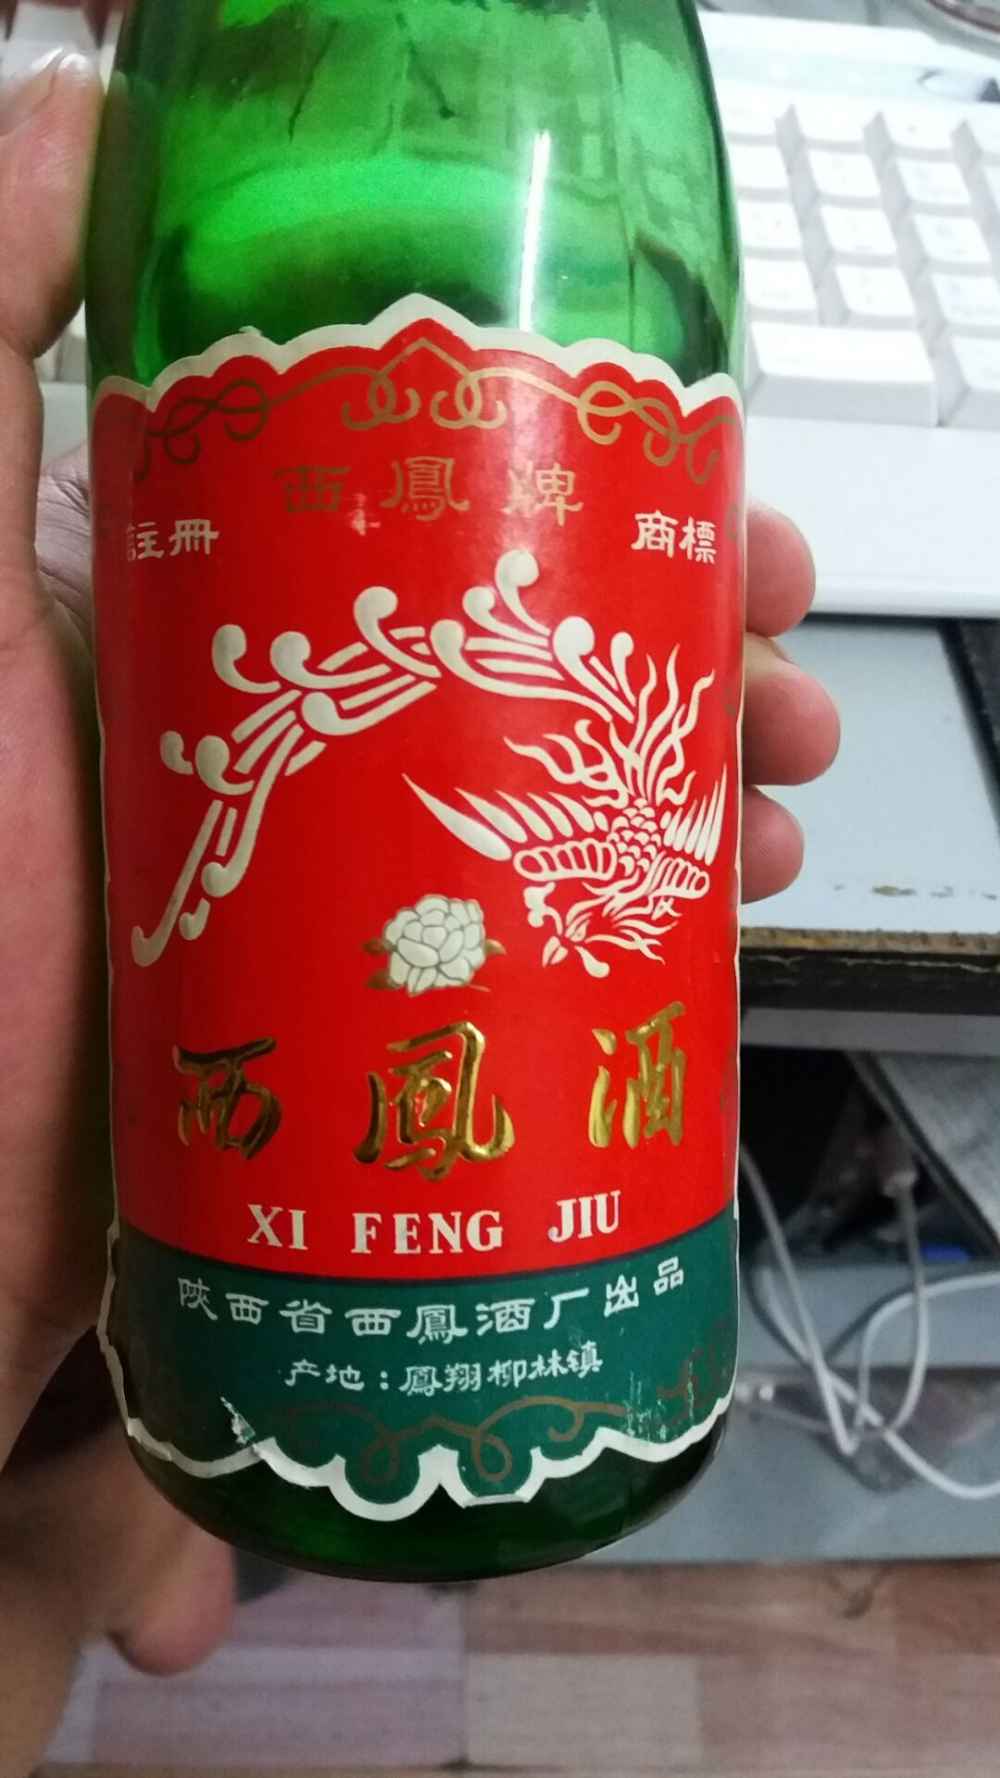 西鳳牌
註冊 商標
西鳳酒
XI FENG JIU
陕西省西鳳酒厂出品
产地:鳳翔柳林镇